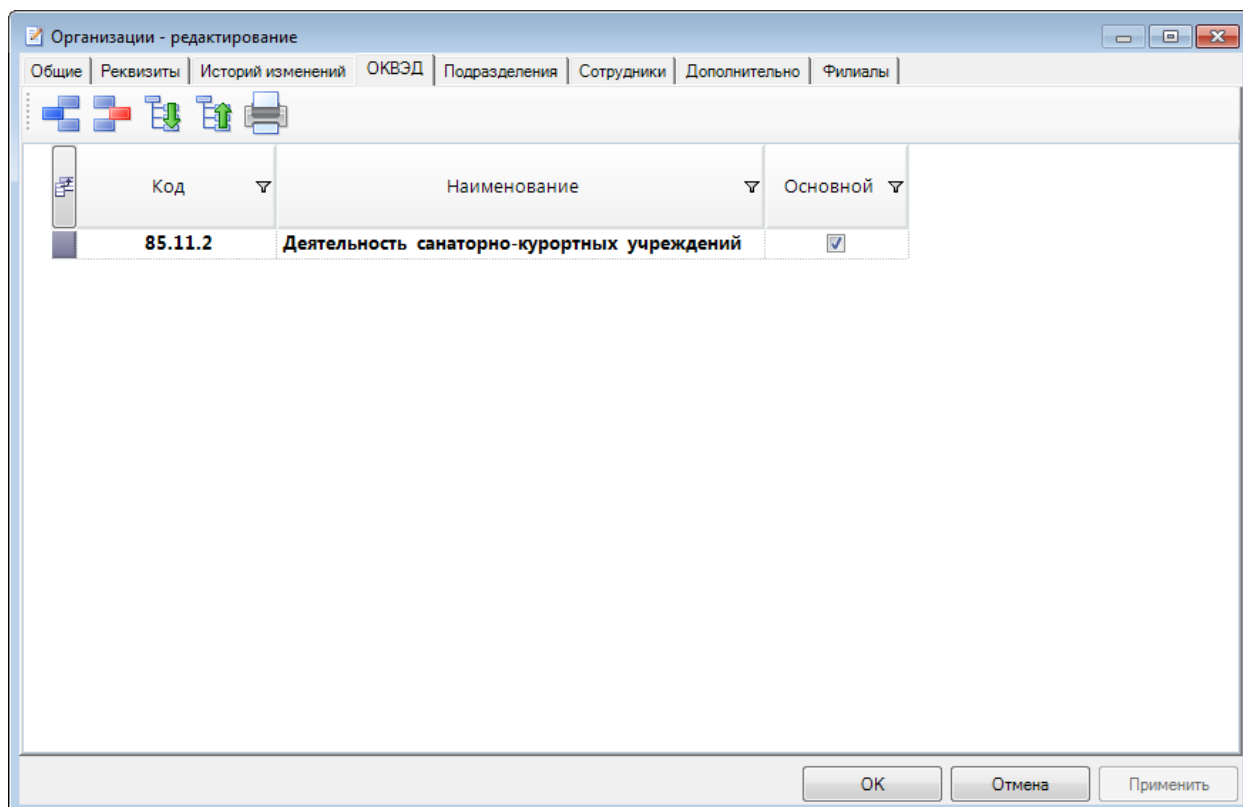 Организации - редактирование
Общие Реквизиты Историй изменений ОКВЭД Подразделения Сотрудники Дополнительно Филиалы
Код Наименование Основной
85.11.2 Деятельность санаторно-курортных учреждений
OK Отмена Применить